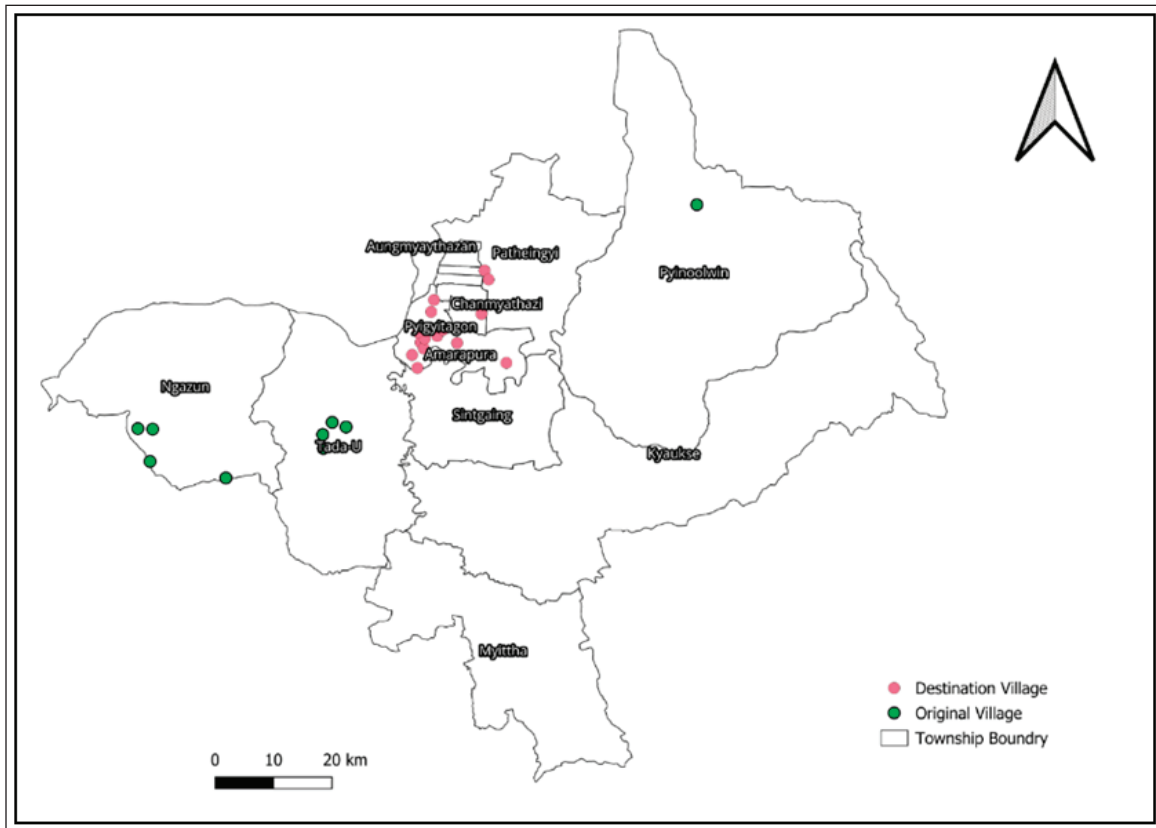 Aungmyaythazan
Patheingyi
Pyinoolwin
Chanmyathazi
Pyigyitagon
Amarapura
Ngazun
Sintgaing
Tada-U
Kyaukse
Myittha
Destination Village
Original Village
Township Boundry
0 10 20 km